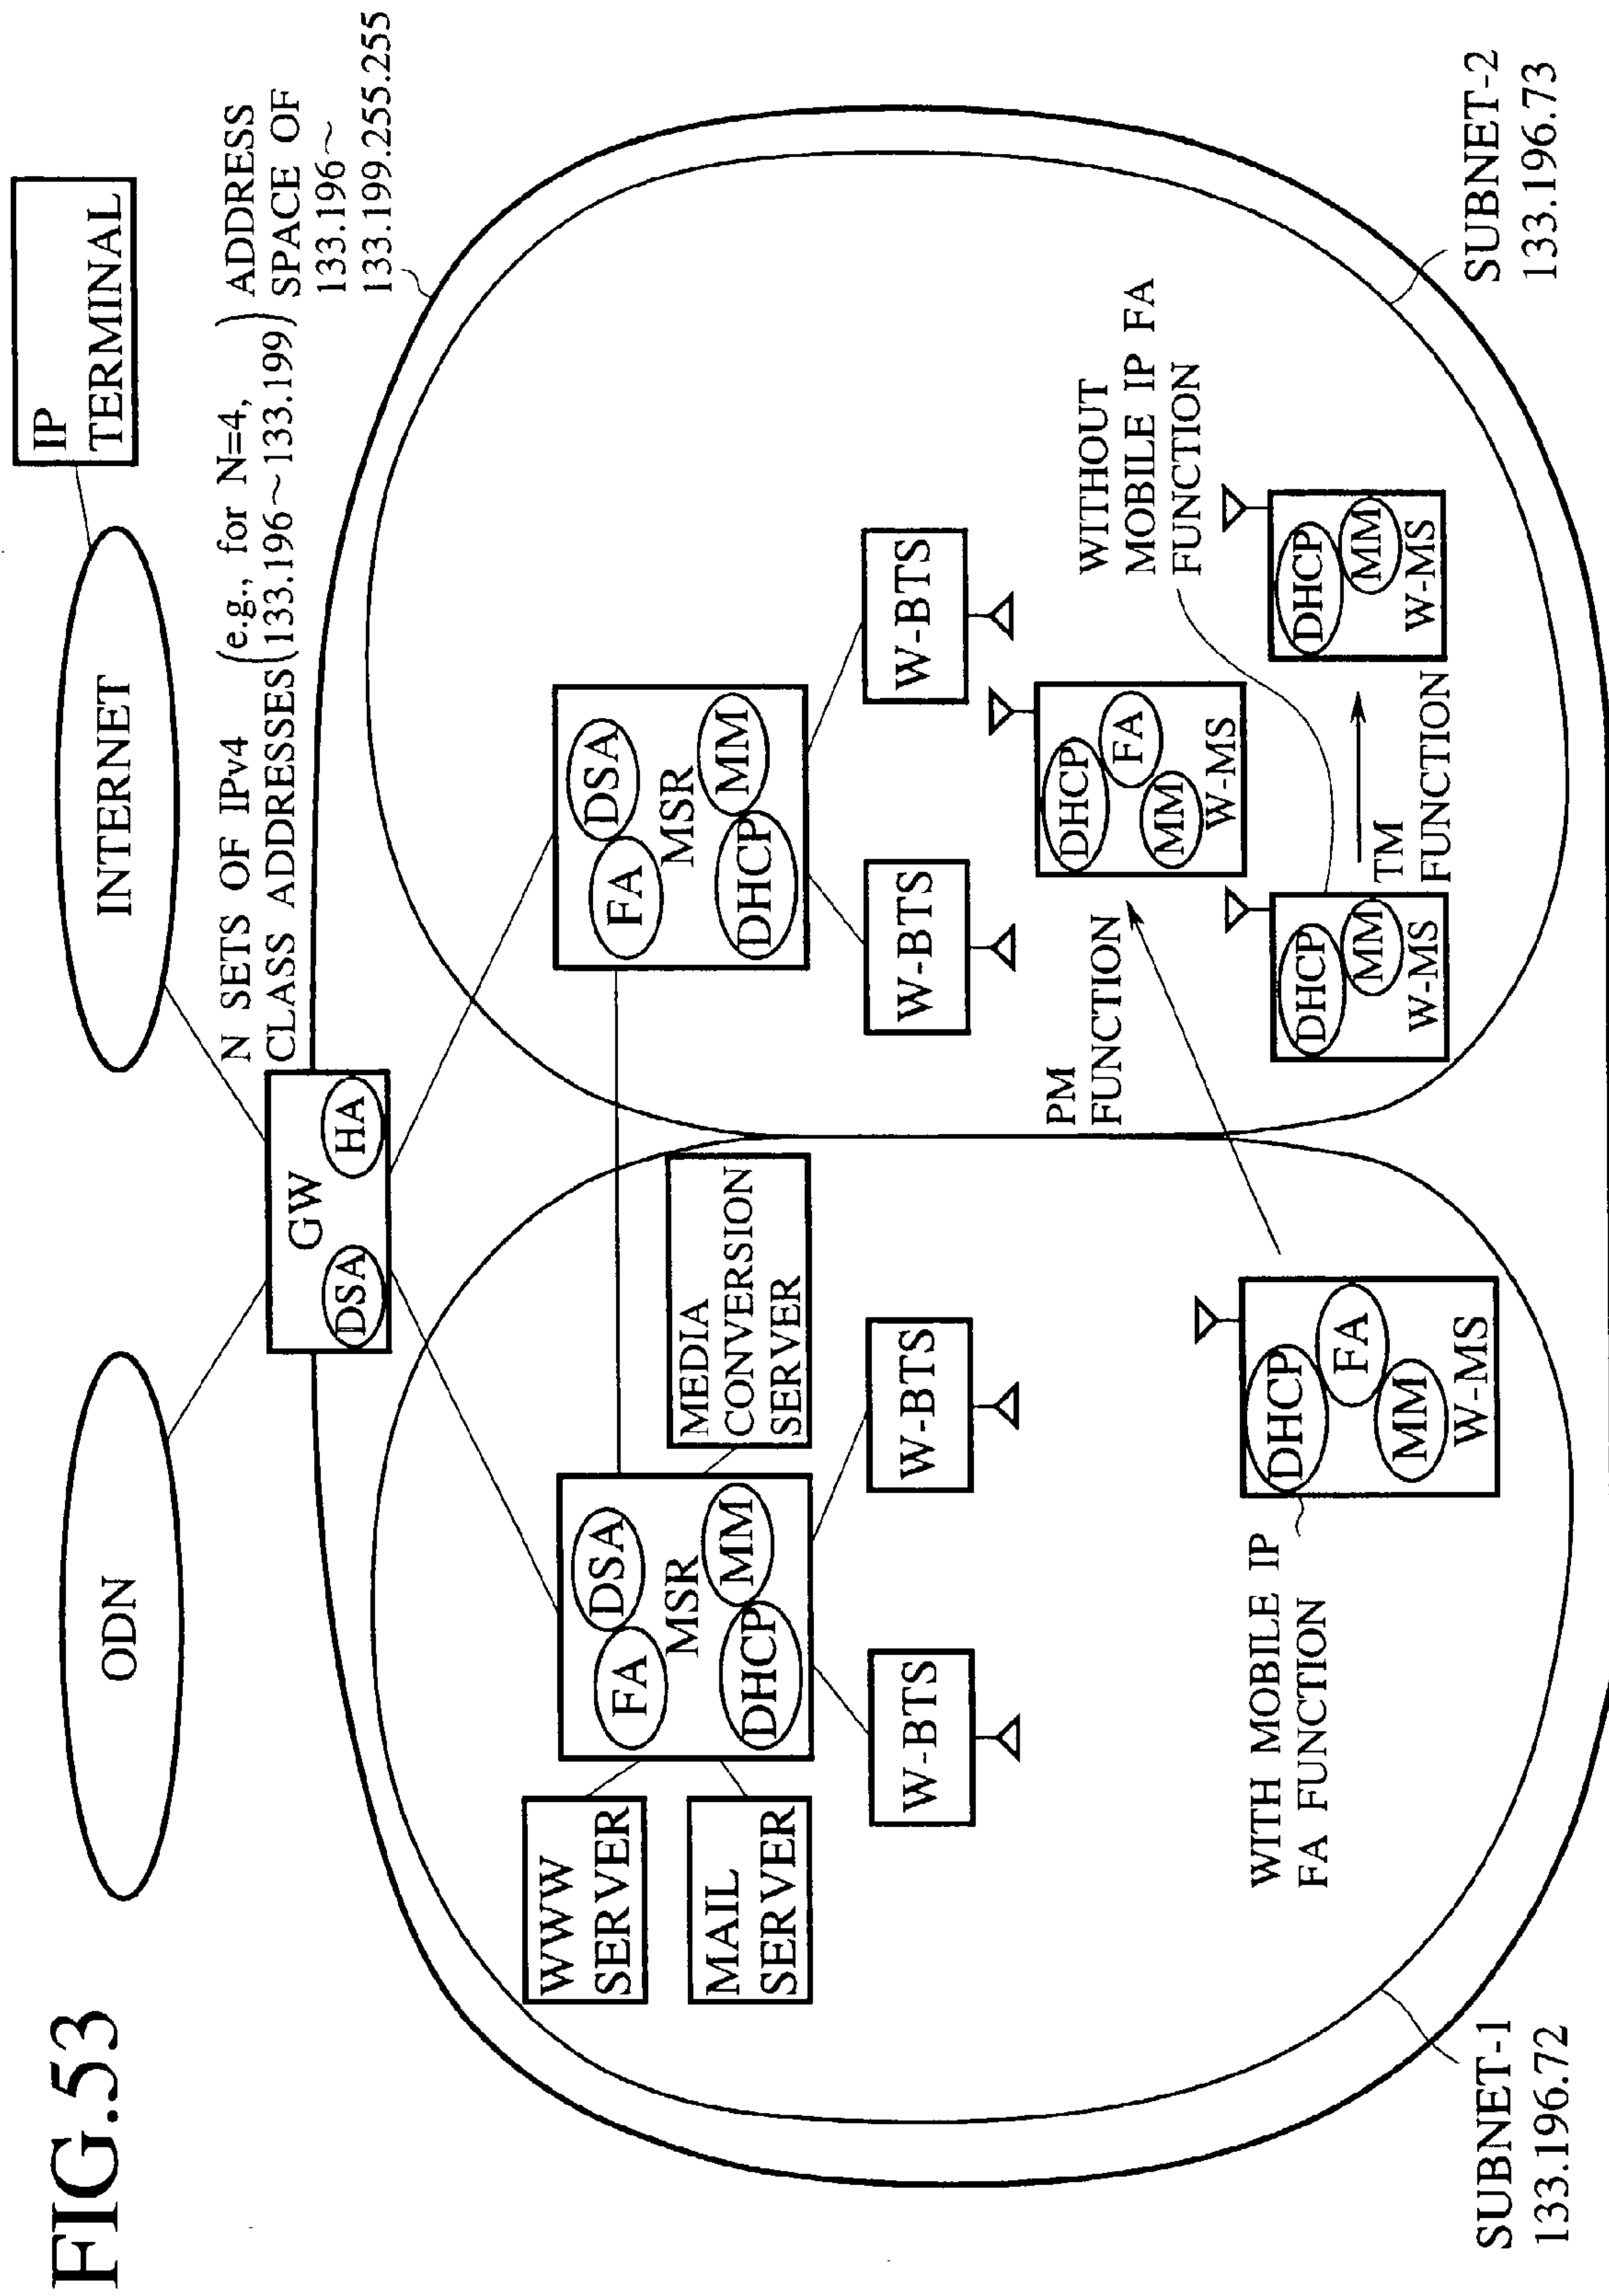 FIG.53
ODN
INTERNET
IP
TERMINAL
GW
DSA
HA
N SETS OF IPv4
CLASS ADDRESSES
(e.g., for N=4,
133.196~133.199)
ADDRESS
SPACE OF
133.196~
133.199.255.255
WWW
SERVER
MAIL
SERVER
FA
DSA
MSR
DHCP
MM
MEDIA
CONVERSION
SERVER
FA
DSA
MSR
DHCP
MM
W-BTS
W-BTS
W-BTS
W-BTS
WITH MOBILE IP
FA FUNCTION
DHCP
FA
MM
W-MS
PM
FUNCTION
DHCP
FA
MM
W-MS
WITHOUT
MOBILE IP FA
FUNCTION
DHCP
MM
W-MS
TM
FUNCTION
DHCP
MM
W-MS
SUBNET-1
133.196.72
SUBNET-2
133.196.73